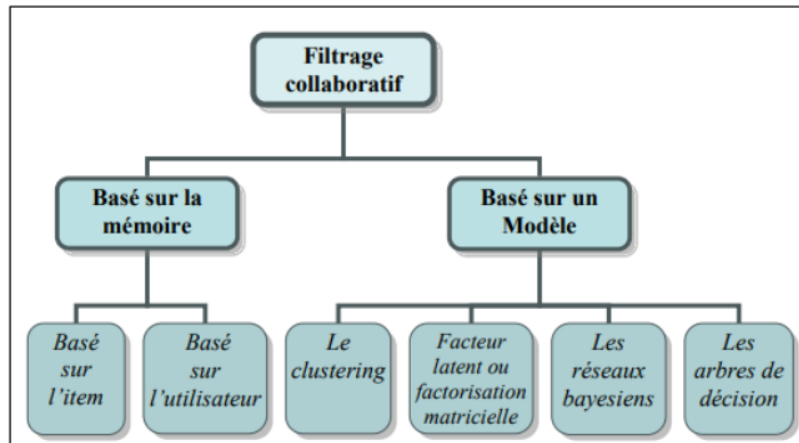 Filtrage
collaboratif
Basé sur la
mémoire
Basé sur un
Modèle
Basé
sur
l'item
Basé
sur
l'utilisateur
Le
clustering
Facteur
latent ou
factorisation
matricielle
Les
réseaux
bayesiens
Les
arbres de
décision